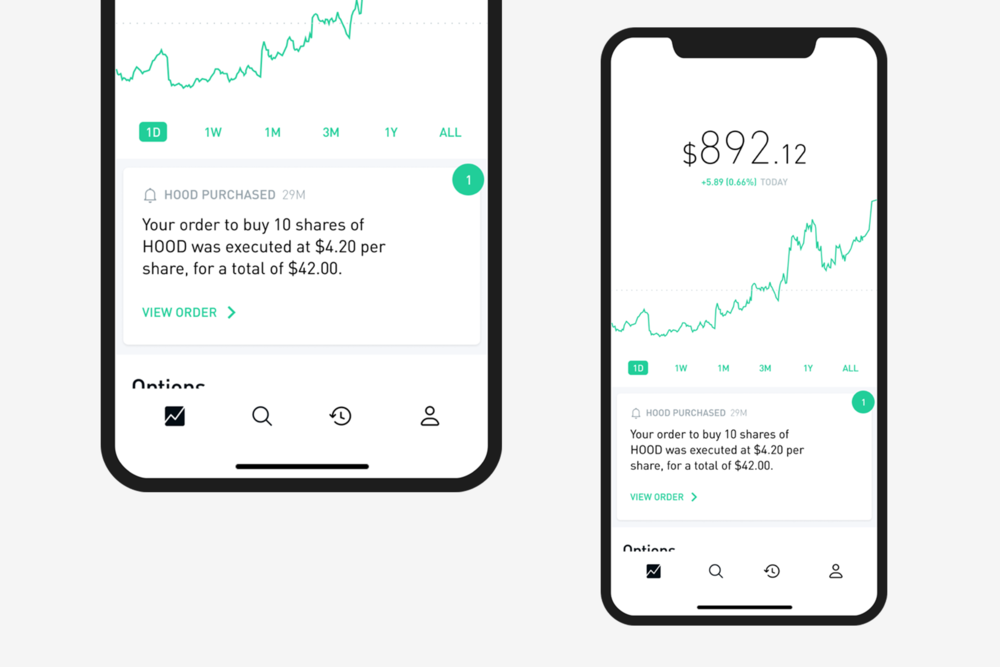 1D 1W 1M 3M 1Y ALL
1
HOOD PURCHASED 29M
Your order to buy 10 shares of
HOOD was executed at $4.20 per
share, for a total of $42.00.
VIEW ORDER
Options
$892.12
+5.89 (0.66%) TODAY
1D 1W 1M 3M 1Y ALL
1
HOOD PURCHASED 29M
Your order to buy 10 shares of
HOOD was executed at $4.20 per
share, for a total of $42.00.
VIEW ORDER
Options